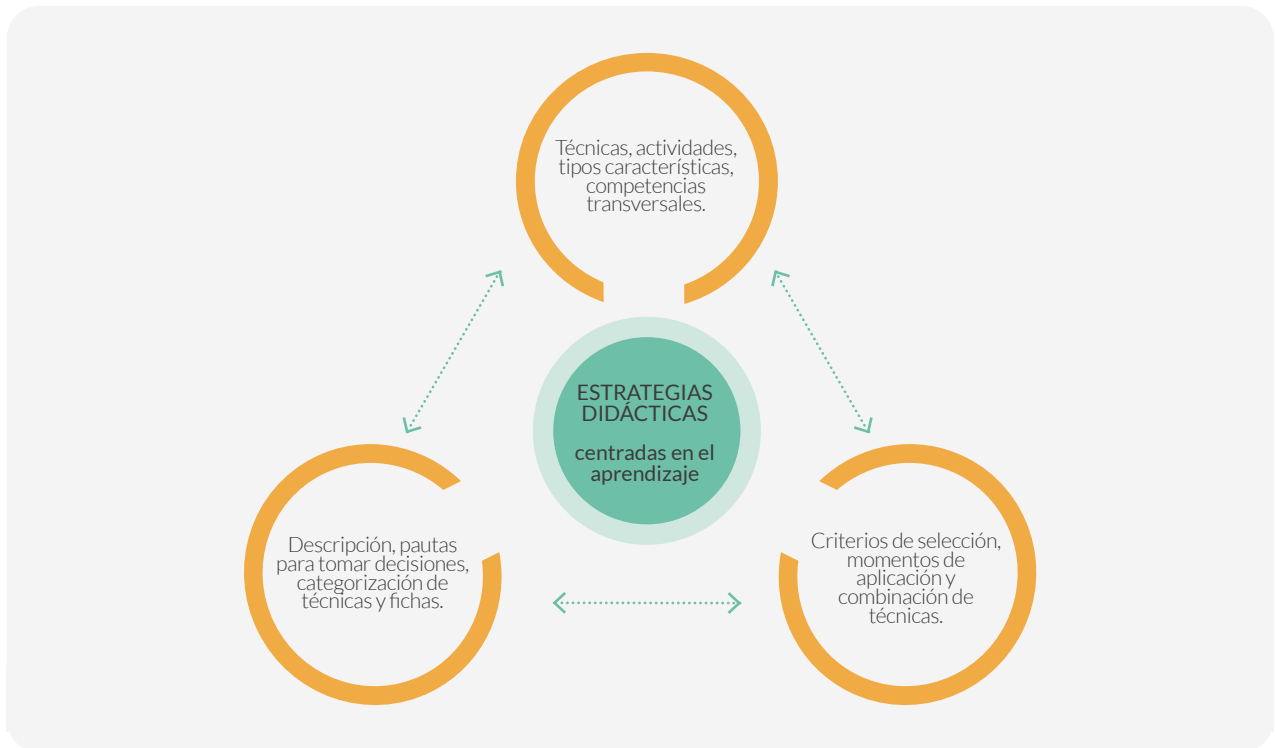 Técnicas, actividades,
tipos características,
competencias
transversales.
ESTRATEGIAS
DIDÁCTICAS
centradas en el
aprendizaje
Descripción, pautas
para tomar decisiones,
categorización de
técnicas y fichas.
Criterios de selección,
momentos de
aplicación y
combinación de
técnicas.